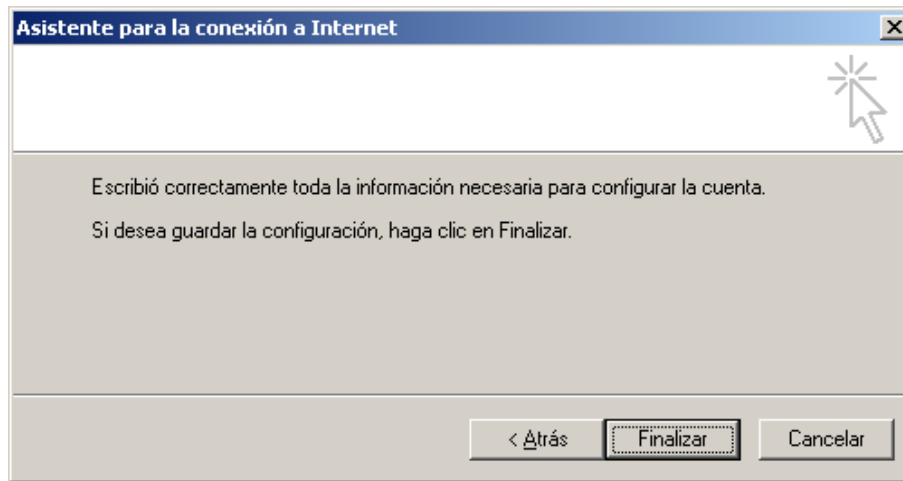 Asistente para la conexión a Internet
Escribió correctamente toda la información necesaria para configurar la cuenta.
Si desea guardar la configuración, haga clic en Finalizar.
< Atrás Finalizar Cancelar